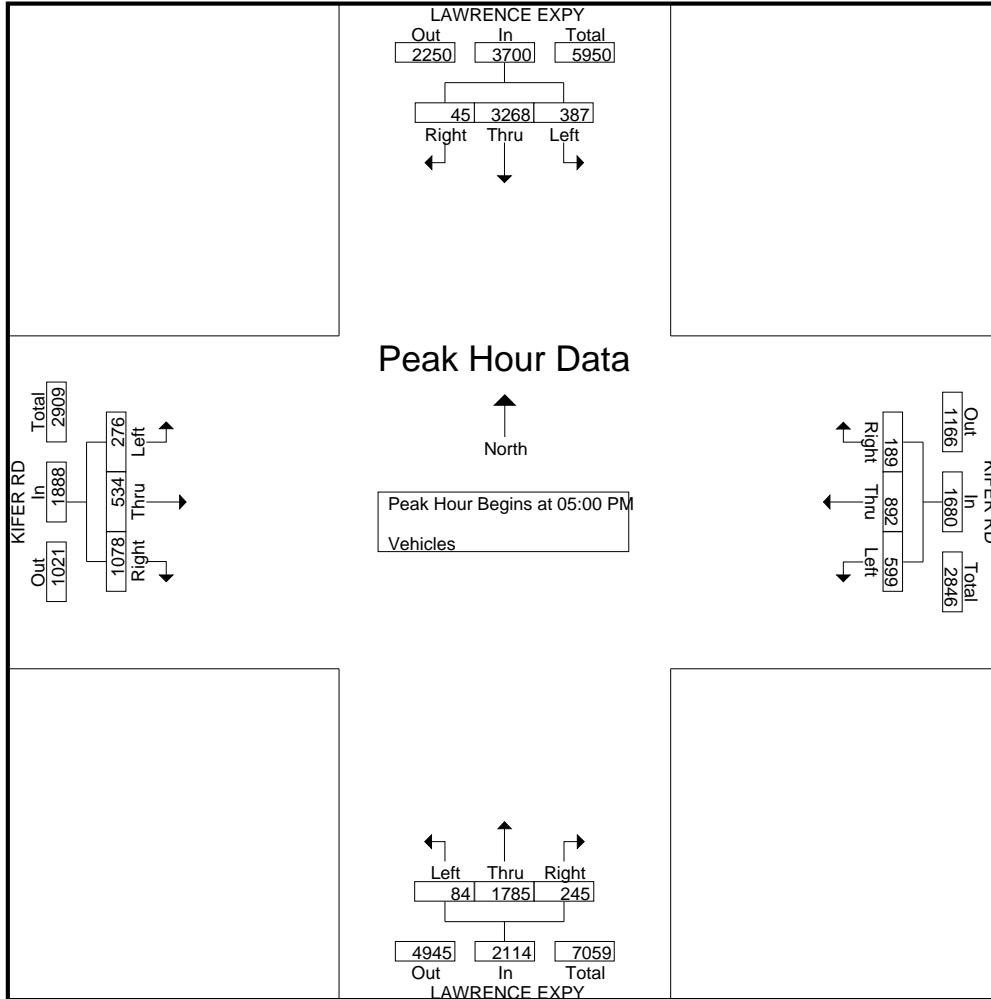 LAWRENCE EXPY
Out In Total
2250 3700 5950
45 3268 387
Right Thru Left
Peak Hour Data
North
Peak Hour Begins at 05:00 PM
Vehicles
KIFER RD
Total In Out
2909 1888 1021
276 534 1078
Left Thru Right
KIFER RD
Out In Total
1166 1680 2846
189 892 599
Right Thru Left
Left Thru Right
84 1785 245
4945 2114 7059
Out In Total
LAWRENCE EXPY